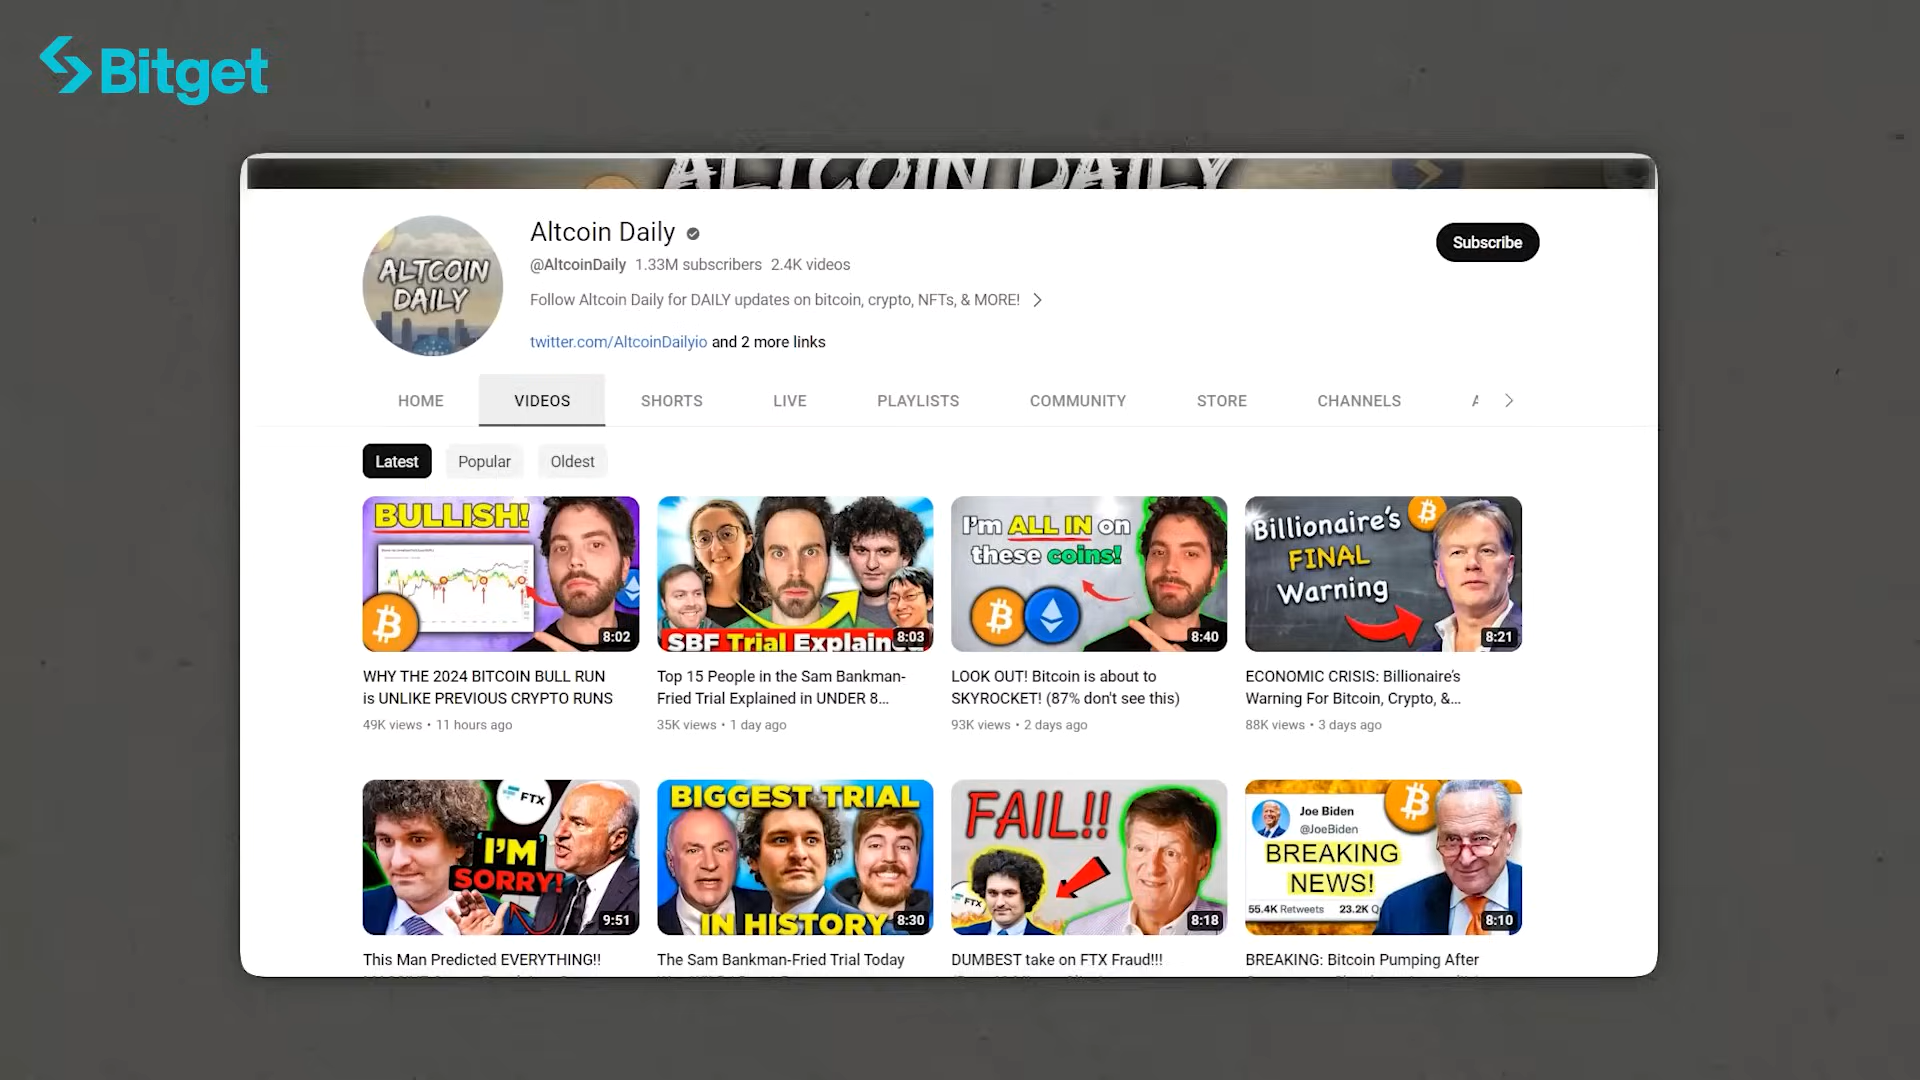 Bitget
ALTCOIN DAILY
ALTCOIN
DAILY
Altcoin Daily
@AltcoinDaily 1.33M subscribers 2.4K videos
Follow Altcoin Daily for DAILY updates on bitcoin, crypto, NFTs, & MORE!
twitter.com/AltcoinDailyio and 2 more links
Subscribe
HOME VIDEOS SHORTS LIVE PLAYLISTS COMMUNITY STORE CHANNELS
Latest Popular Oldest
BULLISH!
8:02
SBF Trial Explained
8:03
I'm ALL IN on
these coins!
8:40
Billionaire's
FINAL
Warning
8:21
WHY THE 2024 BITCOIN BULL RUN
is UNLIKE PREVIOUS CRYPTO RUNS
49K views • 11 hours ago
Top 15 People in the Sam Bankman-
Fried Trial Explained in UNDER 8...
35K views • 1 day ago
LOOK OUT! Bitcoin is about to
SKYROCKET! (87% don't see this)
93K views • 2 days ago
ECONOMIC CRISIS: Billionaire's
Warning For Bitcoin, Crypto, &...
88K views • 3 days ago
FTX
'I'M
SORRY!'
9:51
BIGGEST TRIAL
IN HISTORY
8:30
FAIL!!
FTX
8:18
Joe Biden
@JoeBiden
BREAKING
NEWS!
55.4K Retweets 23.2K Q
8:10
This Man Predicted EVERYTHING!!
The Sam Bankman-Fried Trial Today
DUMBEST take on FTX Fraud!!!
BREAKING: Bitcoin Pumping After